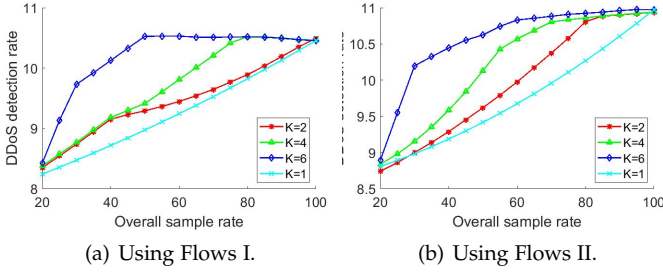 11
10
9
8
DDoS detection rate
K=2
K=4
K=6
K=1
20 40 60 80 100
Overall sample rate
(a) Using Flows I.
11
10.5
10
9.5
9
8.5
detection rate
K=2
K=4
K=6
K=1
20 40 60 80 100
Overall sample rate
(b) Using Flows II.